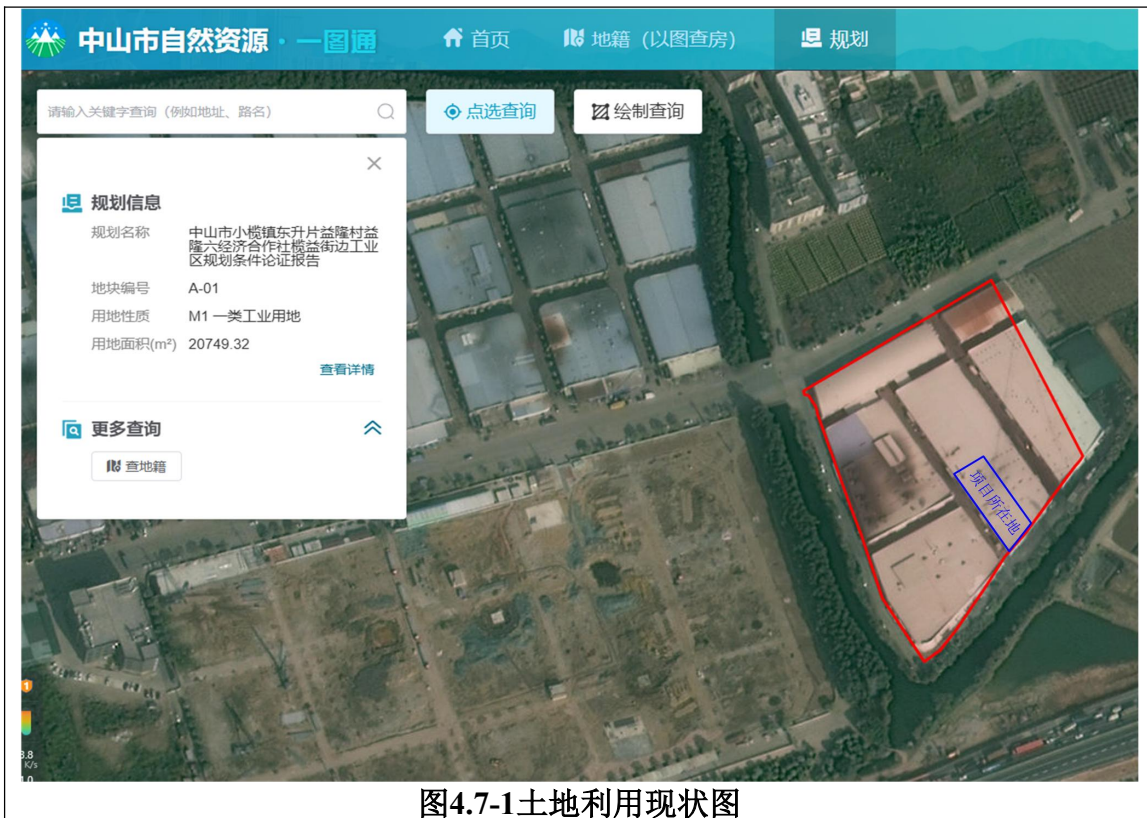 中山市自然资源·一图通
首页
地籍（以图查房）
规划
请输入关键字查询（例如地址、路名）
点选查询
绘制查询
规划信息
规划名称
中山市小榄镇东升片益隆村益
隆六经济合作社榄益街边工业
区规划条件论证报告
地块编号 A-01
用地性质 M1 一类工业用地
用地面积(m²) 20749.32
查看详情
更多查询
查地籍
项目所在地
3.8
K/s
图4.7-1土地利用现状图